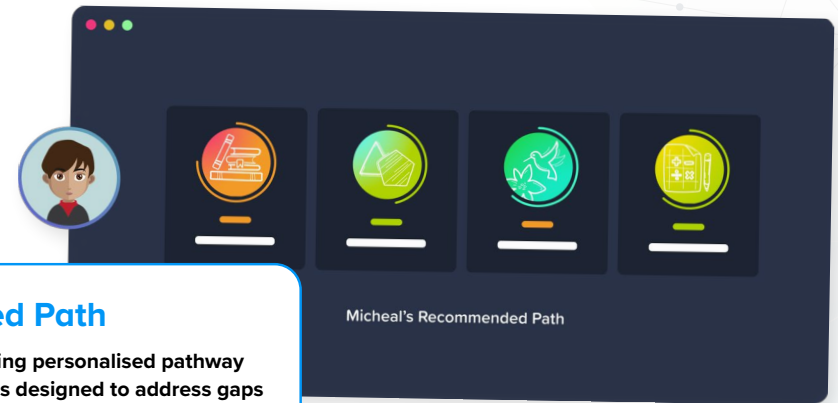 Micheal's Recommended Path
ed Path
ing personalised pathway
s designed to address gaps